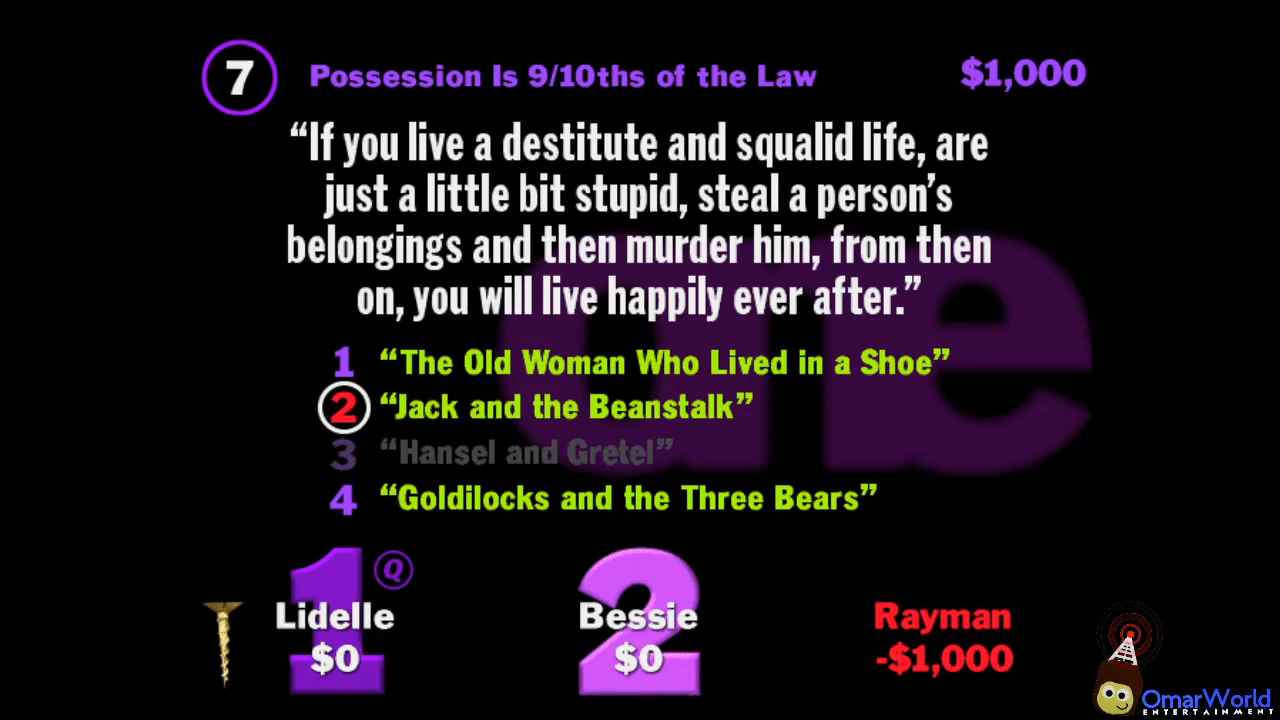 7 Possession Is 9/10ths of the Law $1,000
“If you live a destitute and squalid life, are
just a little bit stupid, steal a person’s
belongings and then murder him, from then
on, you will live happily ever after.”
1 “The Old Woman Who Lived in a Shoe”
2 “Jack and the Beanstalk”
3 “Hansel and Gretel”
4 “Goldilocks and the Three Bears”
1 Q 2
Lidelle Bessie Rayman
$0 $0 -$1,000
OmarWorld
ENTERTAINMENT